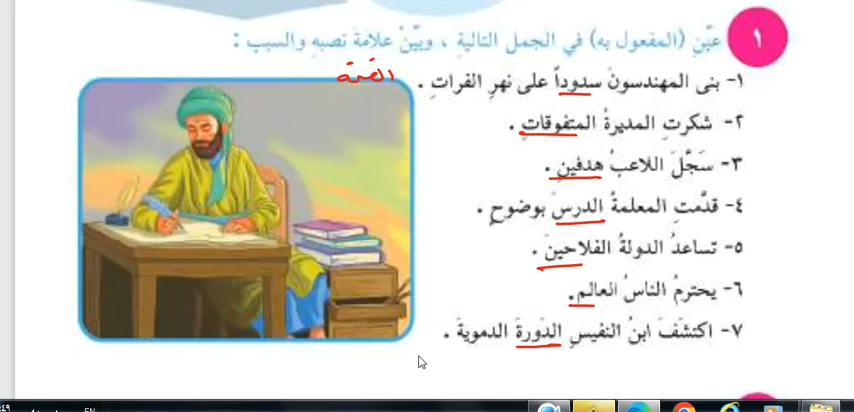 ١ عيّنِ (المفعول به) في الجمل التالية ، وبيّنْ علامةَ نصبهِ والسبب :
الفتحة
١- بنى المهندسونَ سدوداً على نهرِ الفراتِ .
٢- شكرتِ المديرةُ المتفوقاتِ .
٣- سَجَّلَ اللاعبُ هدفينِ .
٤- قدَّمتِ المعلمةُ الدرسَ بوضوحٍ .
٥- تساعدُ الدولةُ الفلاحينَ .
٦- يحترمُ الناسُ العالم .
٧- اكتشَفَ ابنُ النفيسِ الدّورةَ الدمويةَ .
EN